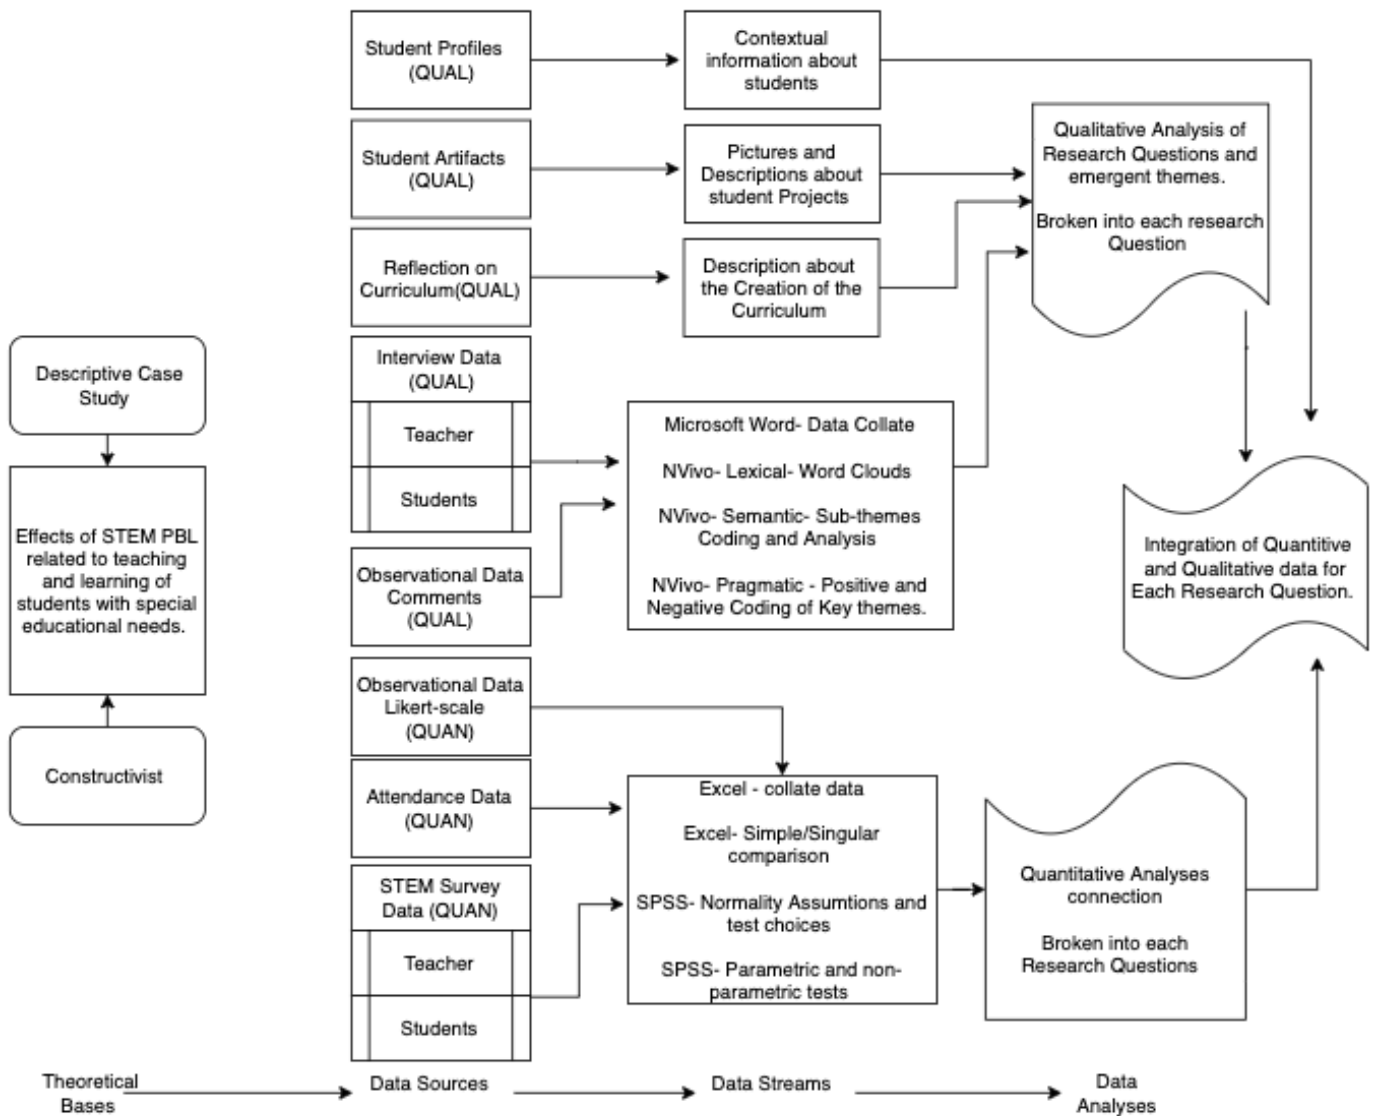 Descriptive Case
Study
Effects of STEM PBL
related to teaching
and learning of
students with special
educational needs.
Constructivist
Student Profiles
(QUAL)
Student Artifacts
(QUAL)
Reflection on
Curriculum(QUAL)
Interview Data
(QUAL)
Teacher
Students
Observational Data
Comments
(QUAL)
Observational Data
Likert-scale
(QUAN)
Attendance Data
(QUAN)
STEM Survey
Data (QUAN)
Teacher
Students
Contextual
information about
students
Pictures and
Descriptions about
student Projects
Description about
the Creation of the
Curriculum
Microsoft Word- Data Collate
NVivo- Lexical- Word Clouds
NVivo- Semantic- Sub-themes
Coding and Analysis
NVivo- Pragmatic - Positive and
Negative Coding of Key themes.
Excel - collate data
Excel- Simple/Singular
comparison
SPSS- Normality Assumtions and
test choices
SPSS- Parametric and non-
parametric tests
Qualitative Analysis of
Research Questions and
emergent themes.
Broken into each research
Question
Quantitative Analyses
connection
Broken into each
Research Questions
Integration of Quantitive
and Qualitative data for
Each Research Question.
Theoretical
Bases
Data Sources
Data Streams
Data
Analyses